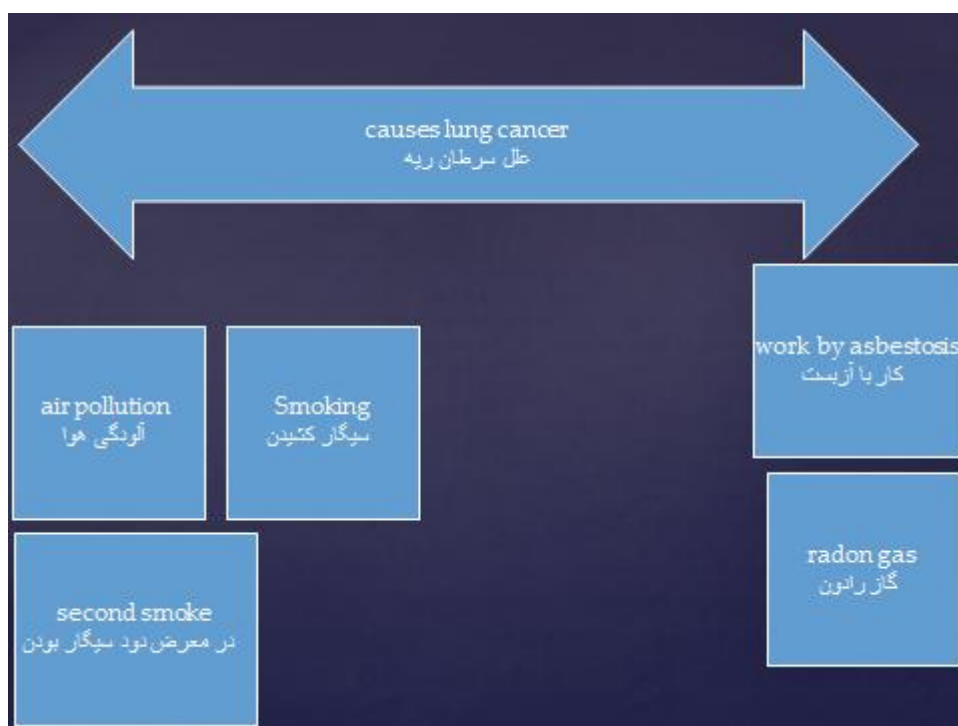 causes lung cancer
علل سرطان ریه
work by asbestosis
کار با آزبست
air pollution
آلودگی هوا
Smoking
سیگار کشیدن
radon gas
گاز رادون
second smoke
در معرض دود سیگار بودن